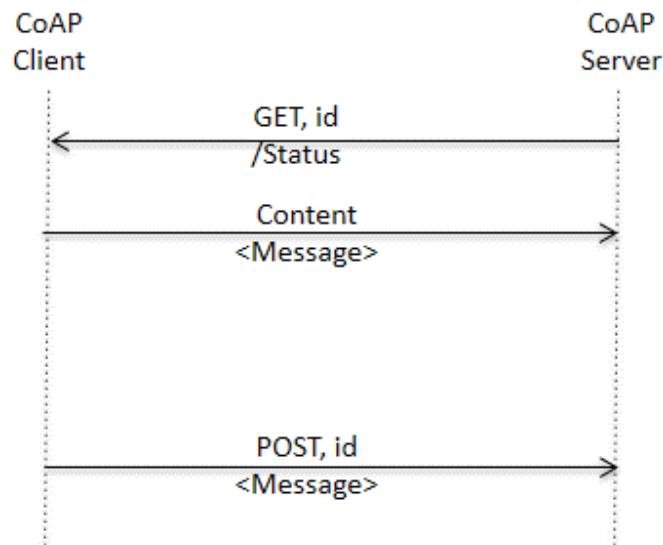 CoAP
Client
CoAP
Server
GET, id
/Status
Content
<Message>
POST, id
<Message>